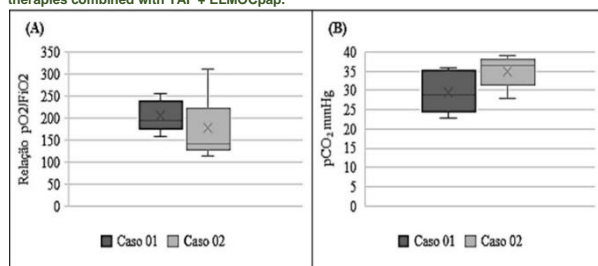 therapies combined with TAP + ELMOCpap.
(A)
Relação pO2/FiO2
350
300
250
200
150
100
50
0
Caso 01 Caso 02
(B)
pCO₂ mmHg
40
35
30
25
20
15
10
5
0
Caso 01 Caso 02